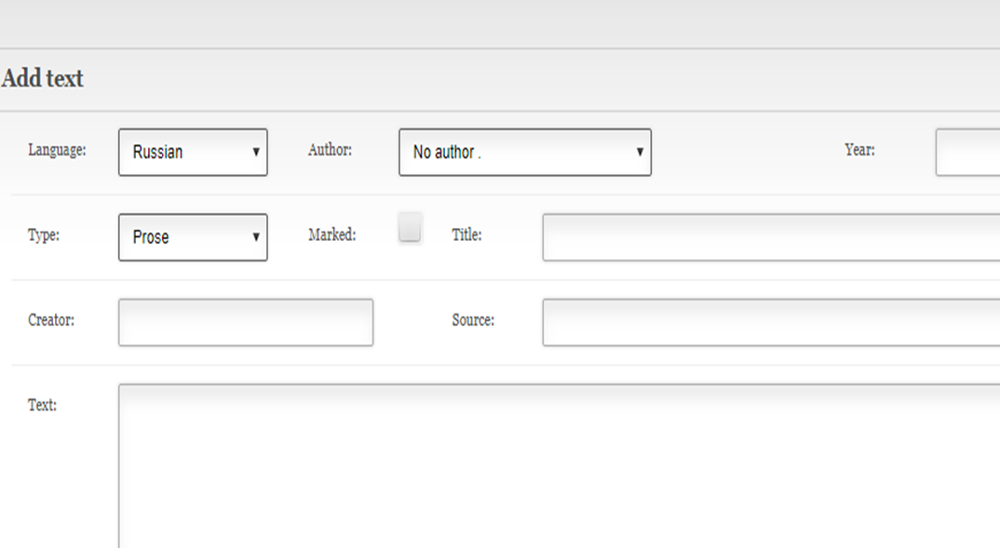 Add text
Language: Russian Author: No author . Year:
Type: Prose Marked: Title:
Creator: Source:
Text: